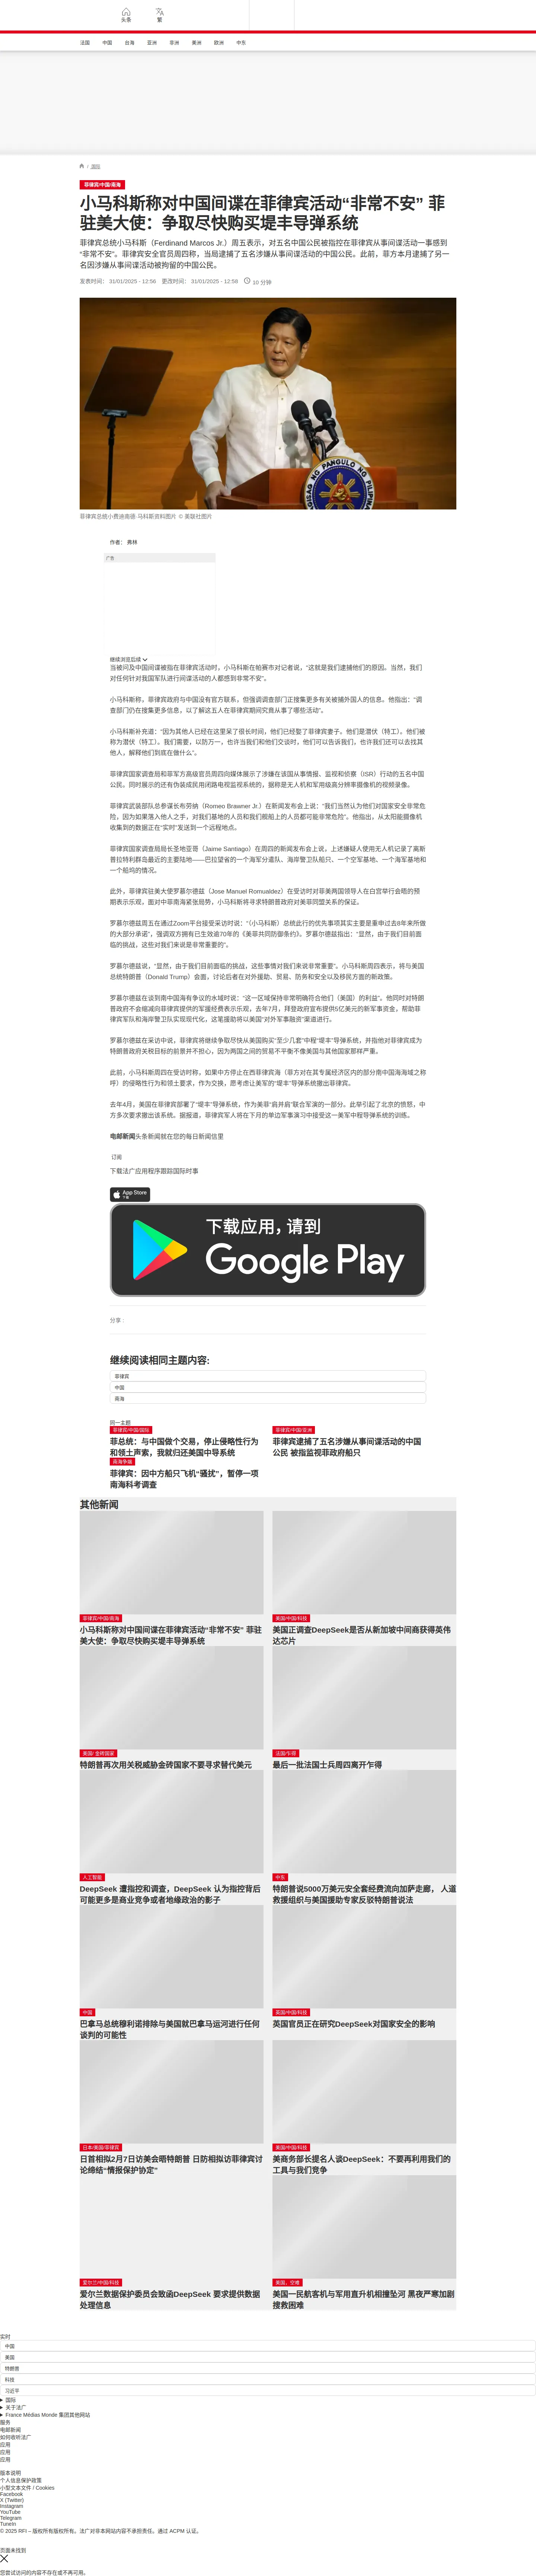 头条
繁
法国
中国
台海
亚洲
非洲
美洲
欧洲
中东
/ 国际
菲律宾/中国/南海
小马科斯称对中国间谍在菲律宾活动“非常不安” 菲
驻美大使：争取尽快购买堤丰导弹系统
菲律宾总统小马科斯（Ferdinand Marcos Jr.）周五表示，对五名中国公民被指控在菲律宾从事间谍活动一事感到
“非常不安”。菲律宾安全官员周四称，当局逮捕了五名涉嫌从事间谍活动的中国公民。此前，菲方本月逮捕了另一
名因涉嫌从事间谍活动被拘留的中国公民。
发表时间： 31/01/2025 - 12:56 更改时间： 31/01/2025 - 12:58 10 分钟
菲律宾总统小费迪南德·马科斯资料图片 © 美联社图片
作者： 弗林
广告
继续浏览后续
当被问及中国间谍被指在菲律宾活动时，小马科斯在帕赛市对记者说，“这就是我们逮捕他们的原因。当然，我们
对任何针对我国军队进行间谍活动的人都感到非常不安”。
小马科斯称，菲律宾政府与中国没有官方联系，但强调调查部门正搜集更多有关被捕外国人的信息。他指出：“调
查部门仍在搜集更多信息，以了解这五人在菲律宾期间究竟从事了哪些活动”。
小马科斯补充道：“因为其他人已经在这里呆了很长时间，他们已经娶了菲律宾妻子。他们是潜伏（特工）。他们被
称为潜伏（特工）。我们需要，以防万一，也许当我们和他们交谈时，他们可以告诉我们，也许我们还可以去找其
他人，解释他们到底在做什么”。
菲律宾国家调查局和菲军方高级官员周四向媒体展示了涉嫌在该国从事情报、监视和侦察（ISR）行动的五名中国
公民。同时展示的还有伪装成民用闭路电视监视系统的，据称是无人机和军用级高分辨率摄像机的视频录像。
菲律宾武装部队总参谋长布劳纳（Romeo Brawner Jr.）在新闻发布会上说：“我们当然认为他们对国家安全非常危
险，因为如果落入他人之手，对我们基地的人员和我们舰船上的人员都可能非常危险”。他指出，从太阳能摄像机
收集到的数据正在“实时”发送到一个远程地点。
菲律宾国家调查局局长圣地亚哥（Jaime Santiago）在周四的新闻发布会上说，上述嫌疑人使用无人机记录了离斯
普拉特利群岛最近的主要陆地——巴拉望省的一个海军分遣队、海岸警卫队船只、一个空军基地、一个海军基地和
一个船坞的情况。
此外，菲律宾驻美大使罗慕尔德兹（Jose Manuel Romualdez）在受访时对菲美两国领导人在白宫举行会晤的预
期表示乐观。面对中菲南海紧张局势，小马科斯将寻求特朗普政府对美菲同盟关系的保证。
罗慕尔德兹周五在通过Zoom平台接受采访时说：“（小马科斯）总统此行的优先事项其实主要是重申过去8年来所做
的大部分承诺”，强调双方拥有已生效逾70年的《美菲共同防御条约》。罗慕尔德兹指出：“显然，由于我们目前面
临的挑战，这些对我们来说是非常重要的”。
罗慕尔德兹说，“显然，由于我们目前面临的挑战，这些事情对我们来说非常重要”。小马科斯周四表示，将与美国
总统特朗普（Donald Trump）会面，讨论后者在对外援助、贸易、防务和安全以及移民方面的新政策。
罗慕尔德兹在谈到南中国海有争议的水域时说：“这一区域保持非常明确符合他们（美国）的利益”。他同时对特朗
普政府不会缩减向菲律宾提供的军援经费表示乐观，去年7月，拜登政府宣布提供5亿美元的新军事资金，帮助菲
律宾军队和海岸警卫队实现现代化，这笔援助将以美国“对外军事融资”渠道进行。
罗慕尔德兹在采访中说，菲律宾将继续争取尽快从美国购买“至少几套”中程“堤丰”导弹系统，并指他对菲律宾成为
特朗普政府关税目标的前景并不担心，因为两国之间的贸易不平衡不像美国与其他国家那样严重。
此前，小马科斯周四在受访时称，如果中方停止在西菲律宾海（菲方对在其专属经济区内的部分南中国海海域之称
呼）的侵略性行为和领土要求，作为交换，愿考虑让美军的“堤丰”导弹系统撤出菲律宾。
去年4月，美国在菲律宾部署了“堤丰”导弹系统，作为美菲“肩并肩”联合军演的一部分。此举引起了北京的愤怒，中
方多次要求撤出该系统。据报道，菲律宾军人将在下月的单边军事演习中接受这一美军中程导弹系统的训练。
电邮新闻头条新闻就在您的每日新闻信里
订阅
下载法广应用程序跟踪国际时事
App Store
下载
下载应用，请到
Google Play
分享 :
继续阅读相同主题内容:
菲律宾
中国
南海
同一主题
菲律宾/中国/国际
菲总统：与中国做个交易，停止侵略性行为
和领土声索，我就归还美国中导系统
菲律宾/中国/亚洲
菲律宾逮捕了五名涉嫌从事间谍活动的中国
公民 被指监视菲政府船只
南海争端
菲律宾：因中方船只飞机“骚扰”，暂停一项
南海科考调查
其他新闻
菲律宾/中国/南海
小马科斯称对中国间谍在菲律宾活动“非常不安” 菲驻
美大使：争取尽快购买堤丰导弹系统
美国/中国/科技
美国正调查DeepSeek是否从新加坡中间商获得英伟
达芯片
美国/ 金砖国家
特朗普再次用关税威胁金砖国家不要寻求替代美元
法国/乍得
最后一批法国士兵周四离开乍得
人工智能
DeepSeek 遭指控和调查，DeepSeek 认为指控背后
可能更多是商业竞争或者地缘政治的影子
中东
特朗普说5000万美元安全套经费流向加萨走廊， 人道
救援组织与美国援助专家反驳特朗普说法
中国
巴拿马总统穆利诺排除与美国就巴拿马运河进行任何
谈判的可能性
英国/中国/科技
英国官员正在研究DeepSeek对国家安全的影响
日本/美国/菲律宾
日首相拟2月7日访美会晤特朗普 日防相拟访菲律宾讨
论缔结“情报保护协定”
美国/中国/科技
美商务部长提名人谈DeepSeek：不要再利用我们的
工具与我们竞争
爱尔兰/中国/科技
爱尔兰数据保护委员会致函DeepSeek 要求提供数据
处理信息
美国，空难
美国一民航客机与军用直升机相撞坠河 黑夜严寒加剧
搜救困难
实时
中国
美国
特朗普
科技
习近平
国际
关于法广
France Médias Monde 集团其他网站
服务
电邮新闻
如何收听法广
应用
应用
应用
版本说明
个人信息保护政策
小型文本文件 / Cookies
Facebook
X (Twitter)
Instagram
YouTube
Telegram
TuneIn
© 2025 RFI – 版权所有版权所有。法广对非本网站内容不承担责任。通过 ACPM 认证。
页面未找到
您尝试访问的内容不存在或不再可用。